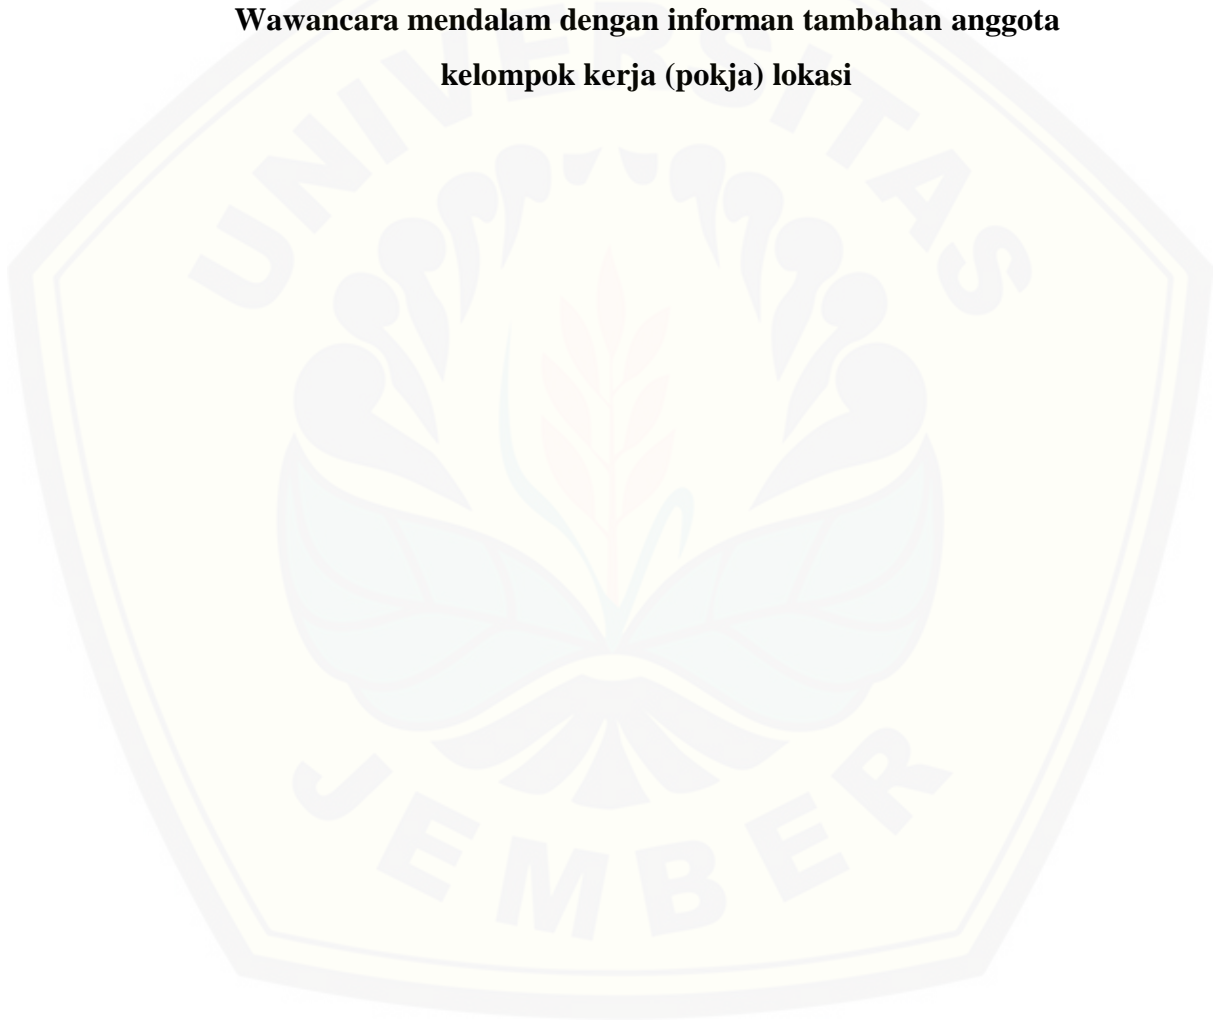 Wawancara mendalam dengan informan tambahan anggota
kelompok kerja (pokja) lokasi
UNIVERSITAS
JEMBER